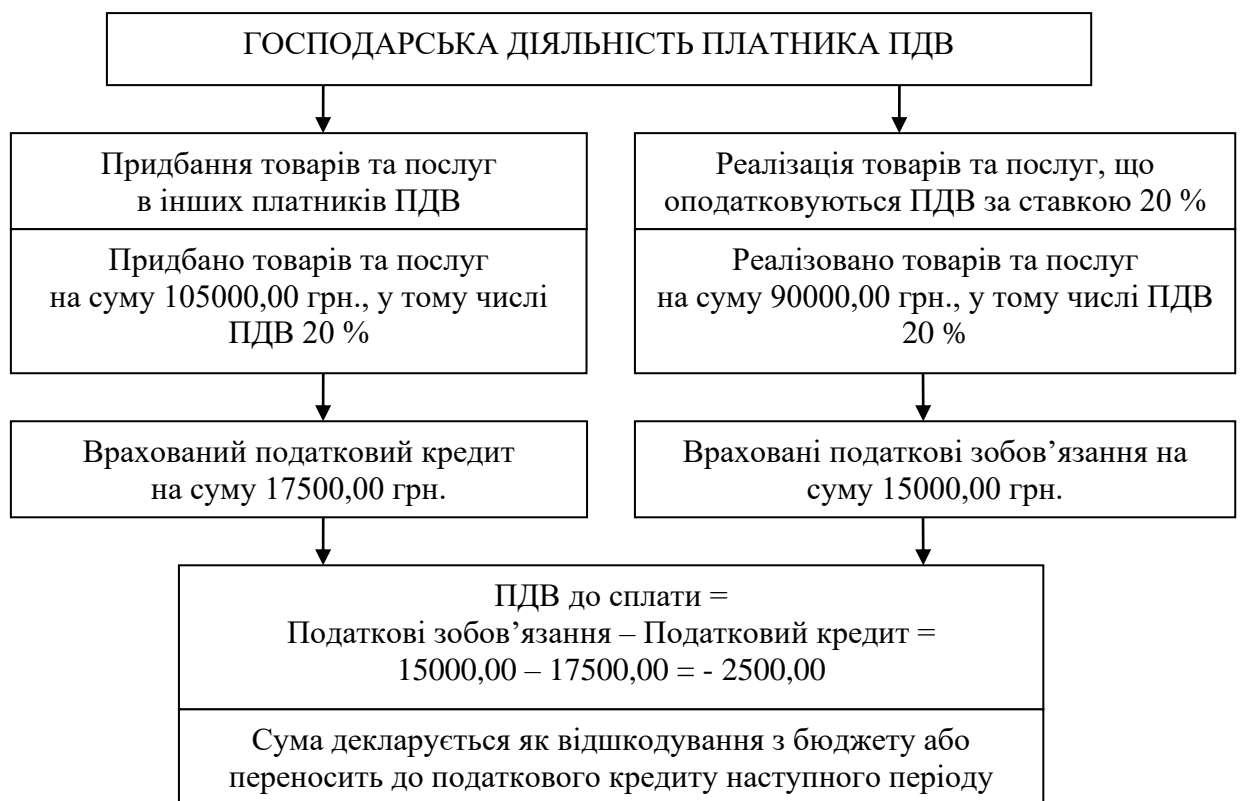 ГОСПОДАРСЬКА ДІЯЛЬНІСТЬ ПЛАТНИКА ПДВ
Придбання товарів та послуг
в інших платників ПДВ
Придбано товарів та послуг
на суму 105000,00 грн., у тому числі
ПДВ 20 %
Врахований податковий кредит
на суму 17500,00 грн.
Реалізація товарів та послуг, що
оподатковуються ПДВ за ставкою 20 %
Реалізовано товарів та послуг
на суму 90000,00 грн., у тому числі ПДВ
20 %
Враховані податкові зобов’язання на
суму 15000,00 грн.
ПДВ до сплати =
Податкові зобов’язання – Податковий кредит =
15000,00 – 17500,00 = - 2500,00
Сума декларується як відшкодування з бюджету або
переносить до податкового кредиту наступного періоду